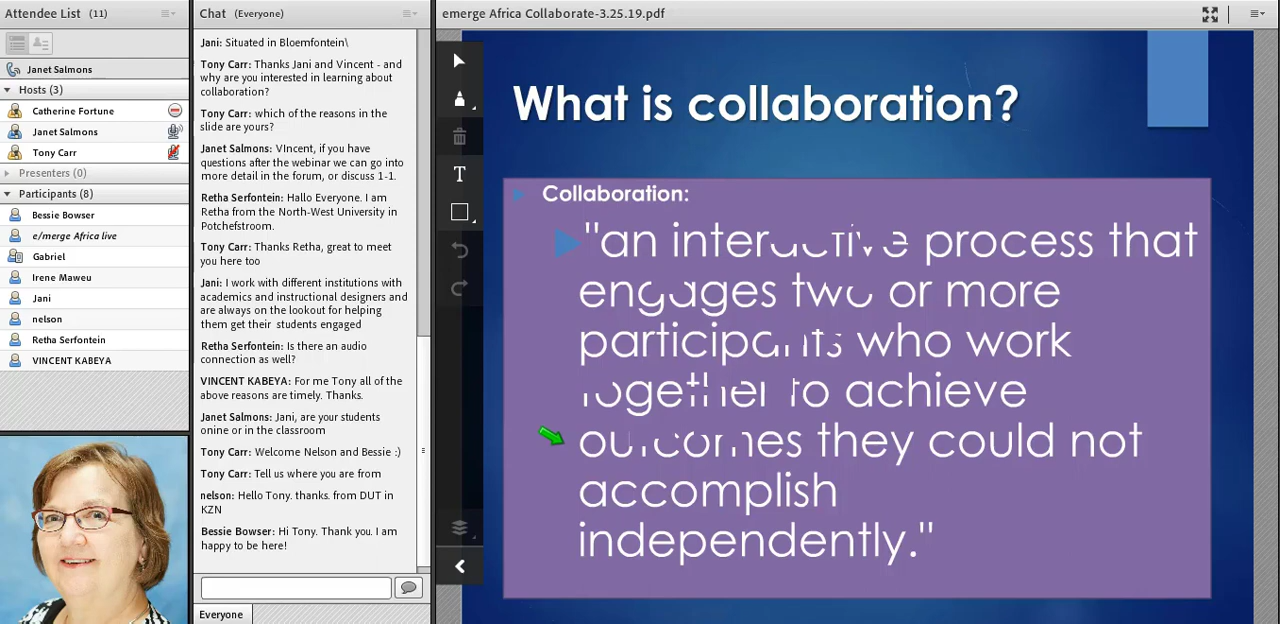 Attendee List (11)
Janet Salmons
Hosts (3)
Catherine Fortune
Janet Salmons
Tony Carr
Presenters (0)
Participants (8)
Bessie Bowser
e/merge Africa live
Gabriel
Irene Maweu
Jani
nelson
Retha Serfontein
VINCENT KABEYA
Chat (Everyone)
Jani: Situated in Bloemfontein\
Tony Carr: Thanks Jani and Vincent - and
why are you interested in learning about
collaboration?
Tony Carr: which of the reasons in the
slide are yours?
Janet Salmons: VIncent, if you have
questions after the webinar we can go into
more detail in the forum, or discuss 1-1.
Retha Serfontein: Hallo Everyone. I am
Retha from the North-West University in
Potchefstroom.
Tony Carr: Thanks Retha, great to meet
you here too
Jani: I work with different institutions with
academics and instructional designers and
are always on the lookout for helping
them get their students engaged
Retha Serfontein: Is there an audio
connection as well?
VINCENT KABEYA: For me Tony all of the
above reasons are timely. Thanks.
Janet Salmons: Jani, are your students
onine or in the classroom
Tony Carr: Welcome Nelson and Bessie :)
Tony Carr: Tell us where you are from
nelson: Hello Tony. thanks. from DUT in
KZN
Bessie Bowser: Hi Tony. Thank you. I am
happy to be here!
Everyone
emerge Africa Collaborate-3.25.19.pdf
T
What is collaboration?
Collaboration:
"an interactive process that
engages two or more
participants who work
together to achieve
outcomes they could not
accomplish
independently."